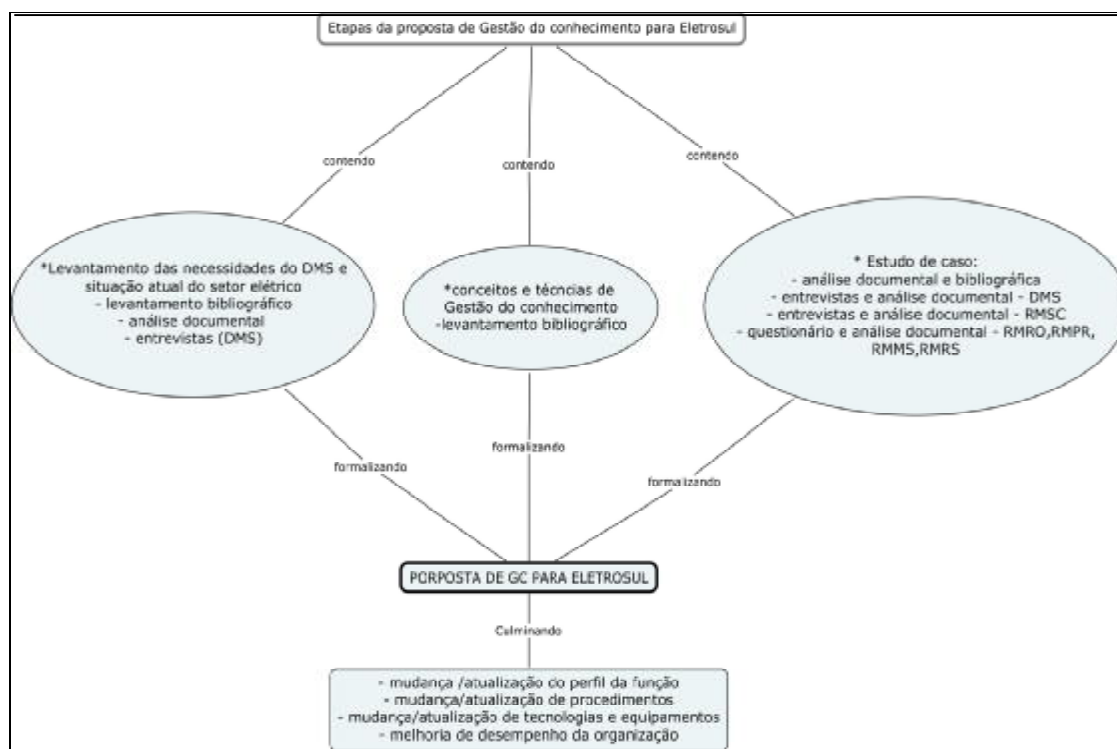 Etapas da proposta de Gestão do conhecimento para Eletrosul
contendo
contendo
contendo
*Levantamento das necessidades do DMS e
situação atual do setor elétrico
- levantamento bibliográfico
- análise documental
- entrevistas (DMS)
*conceitos e técncias de
Gestão do conhecimento
-levantamento bibliográfico
* Estudo de caso:
- análise documental e bibliográfica
- entrevistas e análise documental - DMS
- entrevistas e análise documental - RMSC
- questionário e análise documental - RMRO,RMPR,
RMMS,RMRS
formalizando
formalizando
formalizando
PORPOSTA DE GC PARA ELETROSUL
Culminando
- mudança /atualização do perfil da função
- mudança/atualização de procedimentos
- mudança/atualização de tecnologias e equipamentos
- melhoria de desempenho da organização